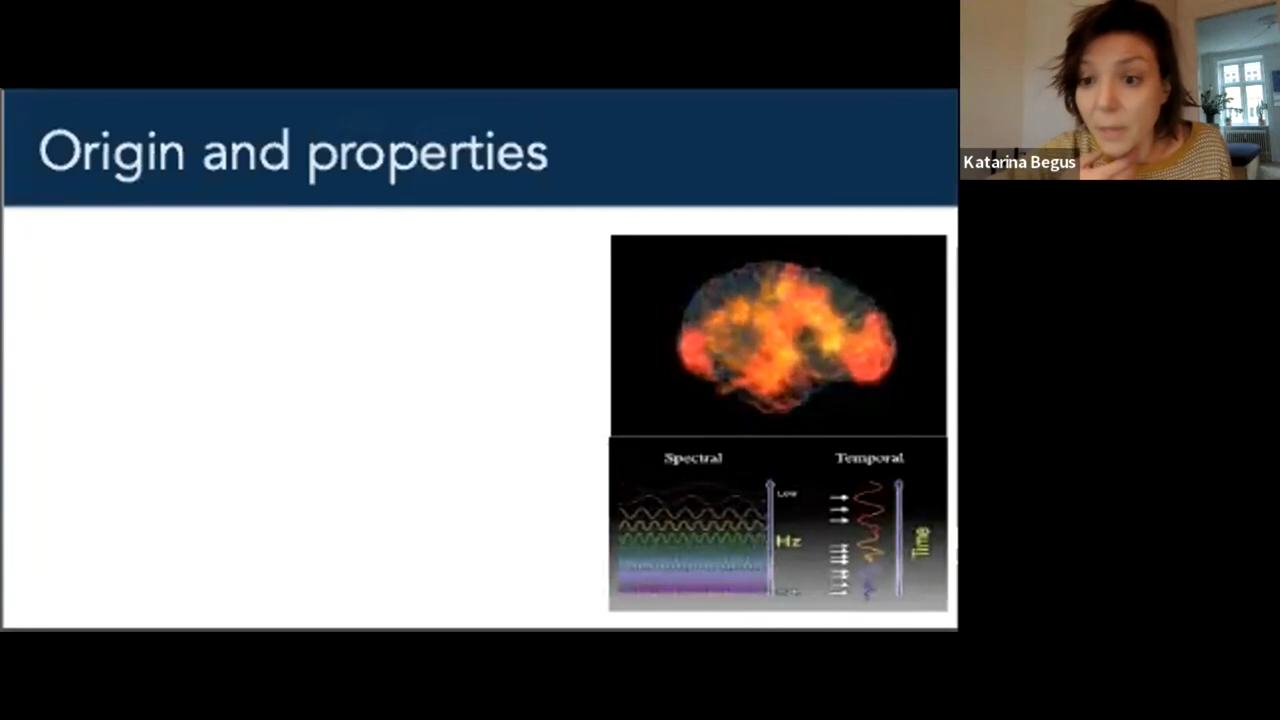 Origin and properties
Katarina Begus
Spectral
Temporal
Low
Hz
Time